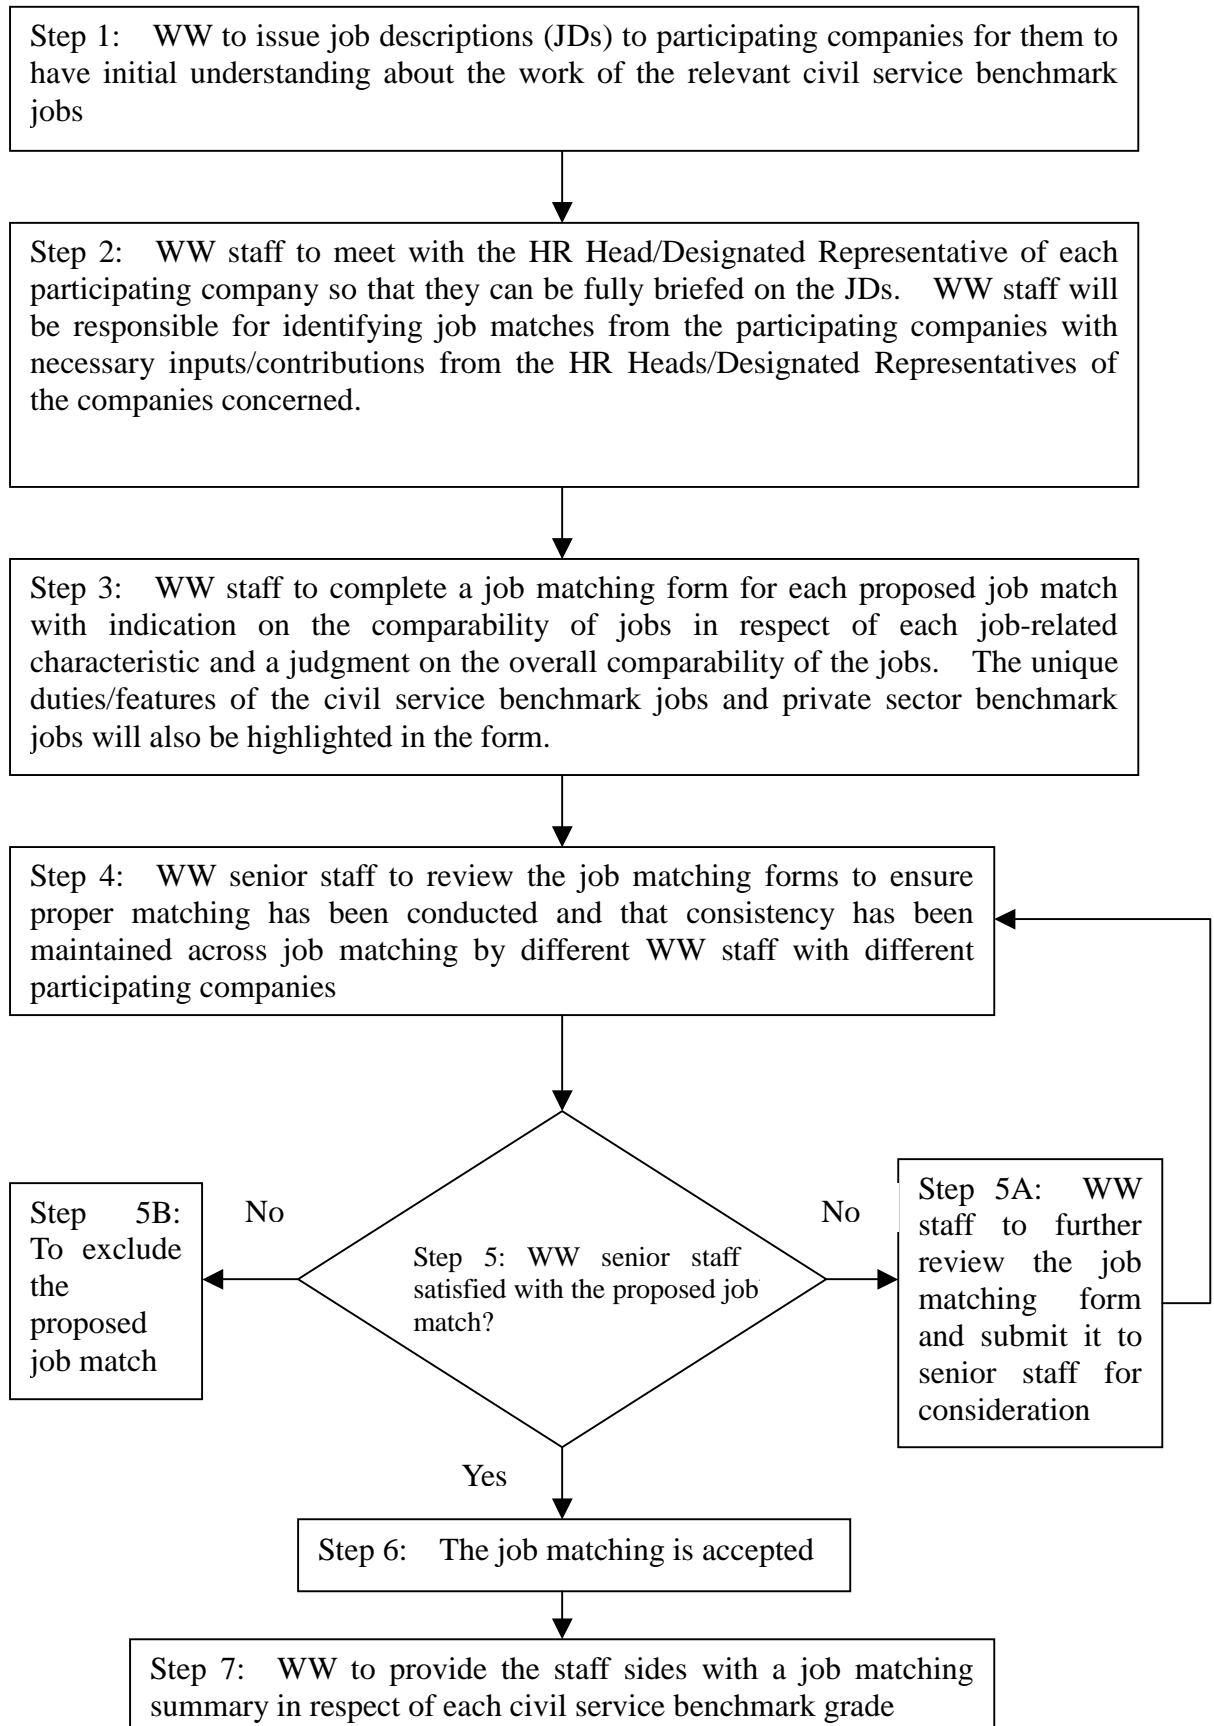 Step 1: WW to issue job descriptions (JDs) to participating companies for them to
have initial understanding about the work of the relevant civil service benchmark
jobs
Step 2: WW staff to meet with the HR Head/Designated Representative of each
participating company so that they can be fully briefed on the JDs. WW staff will
be responsible for identifying job matches from the participating companies with
necessary inputs/contributions from the HR Heads/Designated Representatives of
the companies concerned.
Step 3: WW staff to complete a job matching form for each proposed job match
with indication on the comparability of jobs in respect of each job-related
characteristic and a judgment on the overall comparability of the jobs. The unique
duties/features of the civil service benchmark jobs and private sector benchmark
jobs will also be highlighted in the form.
Step 4: WW senior staff to review the job matching forms to ensure
proper matching has been conducted and that consistency has been
maintained across job matching by different WW staff with different
participating companies
Step 5B:
To exclude
the
proposed
job match
No
Step 5: WW senior staff
satisfied with the proposed job
match?
No
Step 5A: WW
staff to further
review the job
matching form
and submit it to
senior staff for
consideration
Yes
Step 6: The job matching is accepted
Step 7: WW to provide the staff sides with a job matching
summary in respect of each civil service benchmark grade